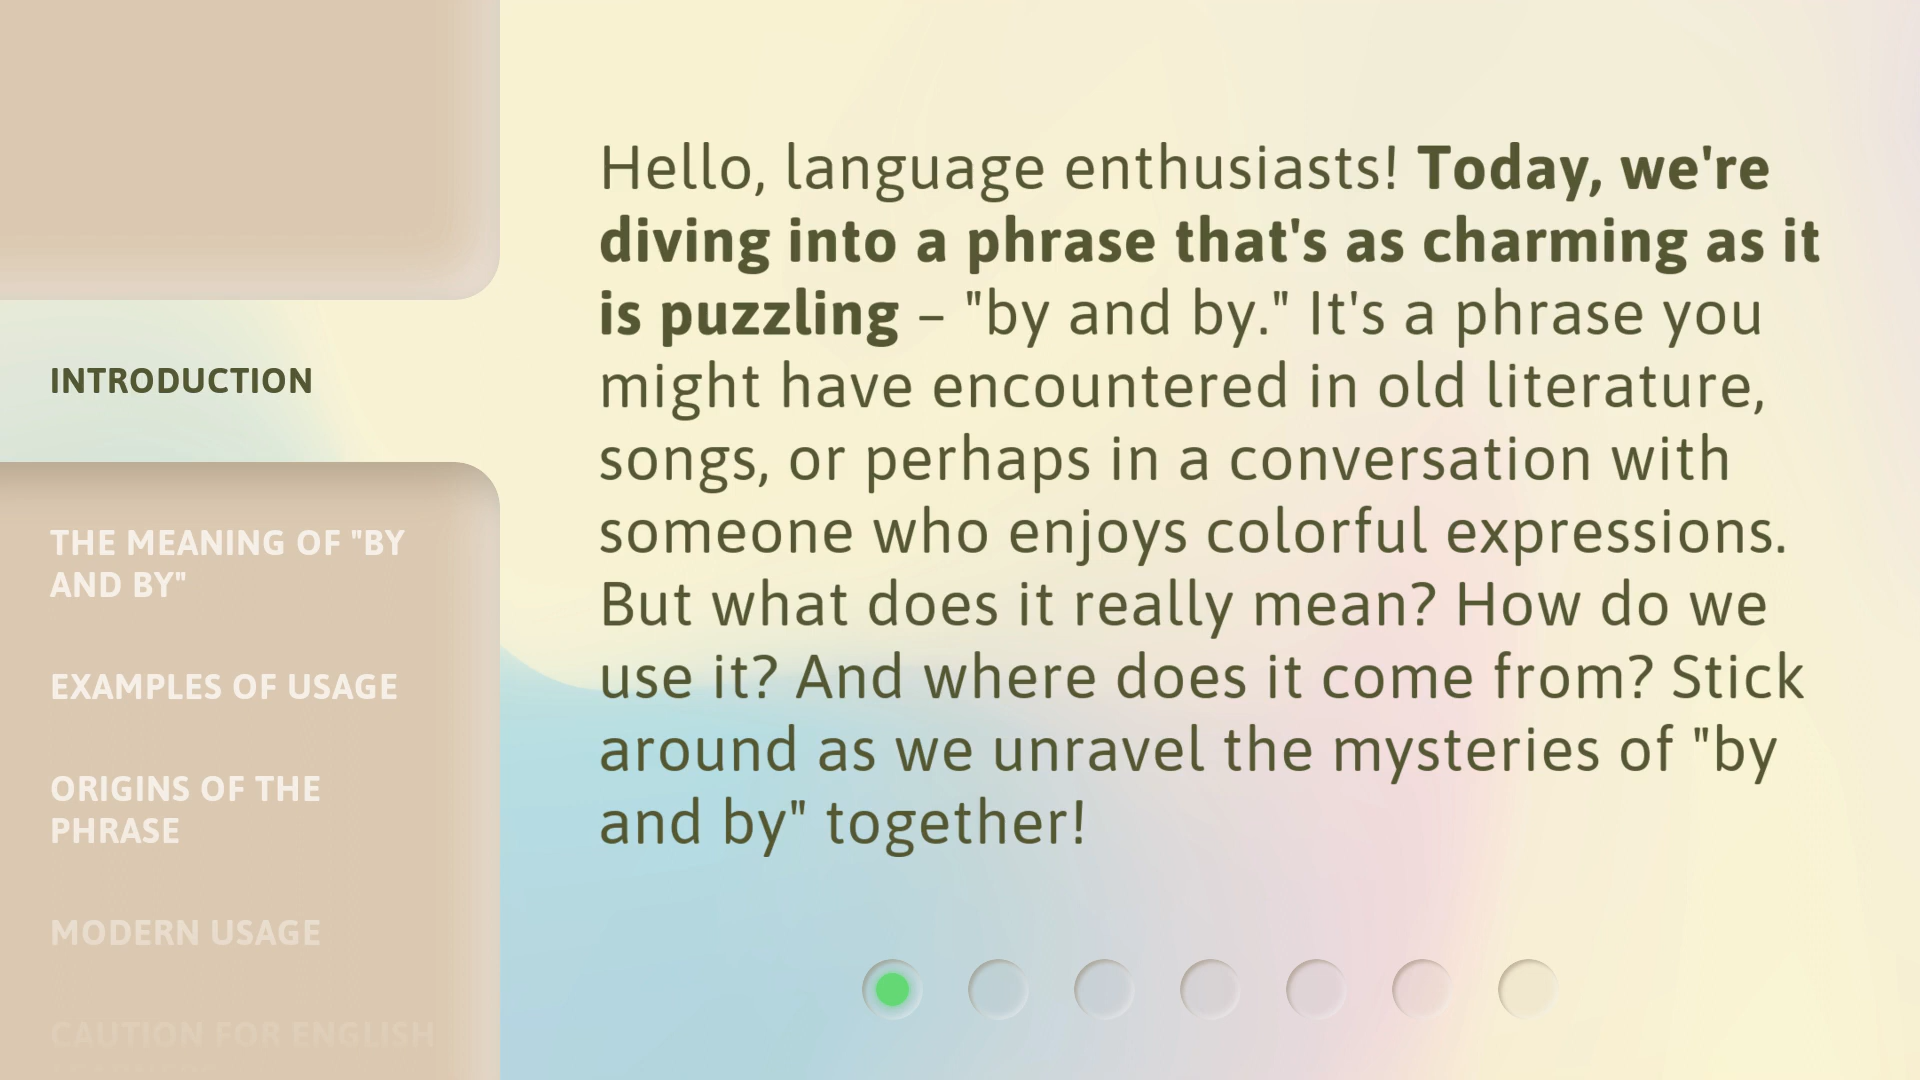 INTRODUCTION
THE MEANING OF "BY
AND BY"
EXAMPLES OF USAGE
ORIGINS OF THE
PHRASE
MODERN USAGE
CAUTION FOR ENGLISH
Hello, language enthusiasts! Today, we're
diving into a phrase that's as charming as it
is puzzling – "by and by." It's a phrase you
might have encountered in old literature,
songs, or perhaps in a conversation with
someone who enjoys colorful expressions.
But what does it really mean? How do we
use it? And where does it come from? Stick
around as we unravel the mysteries of "by
and by" together!